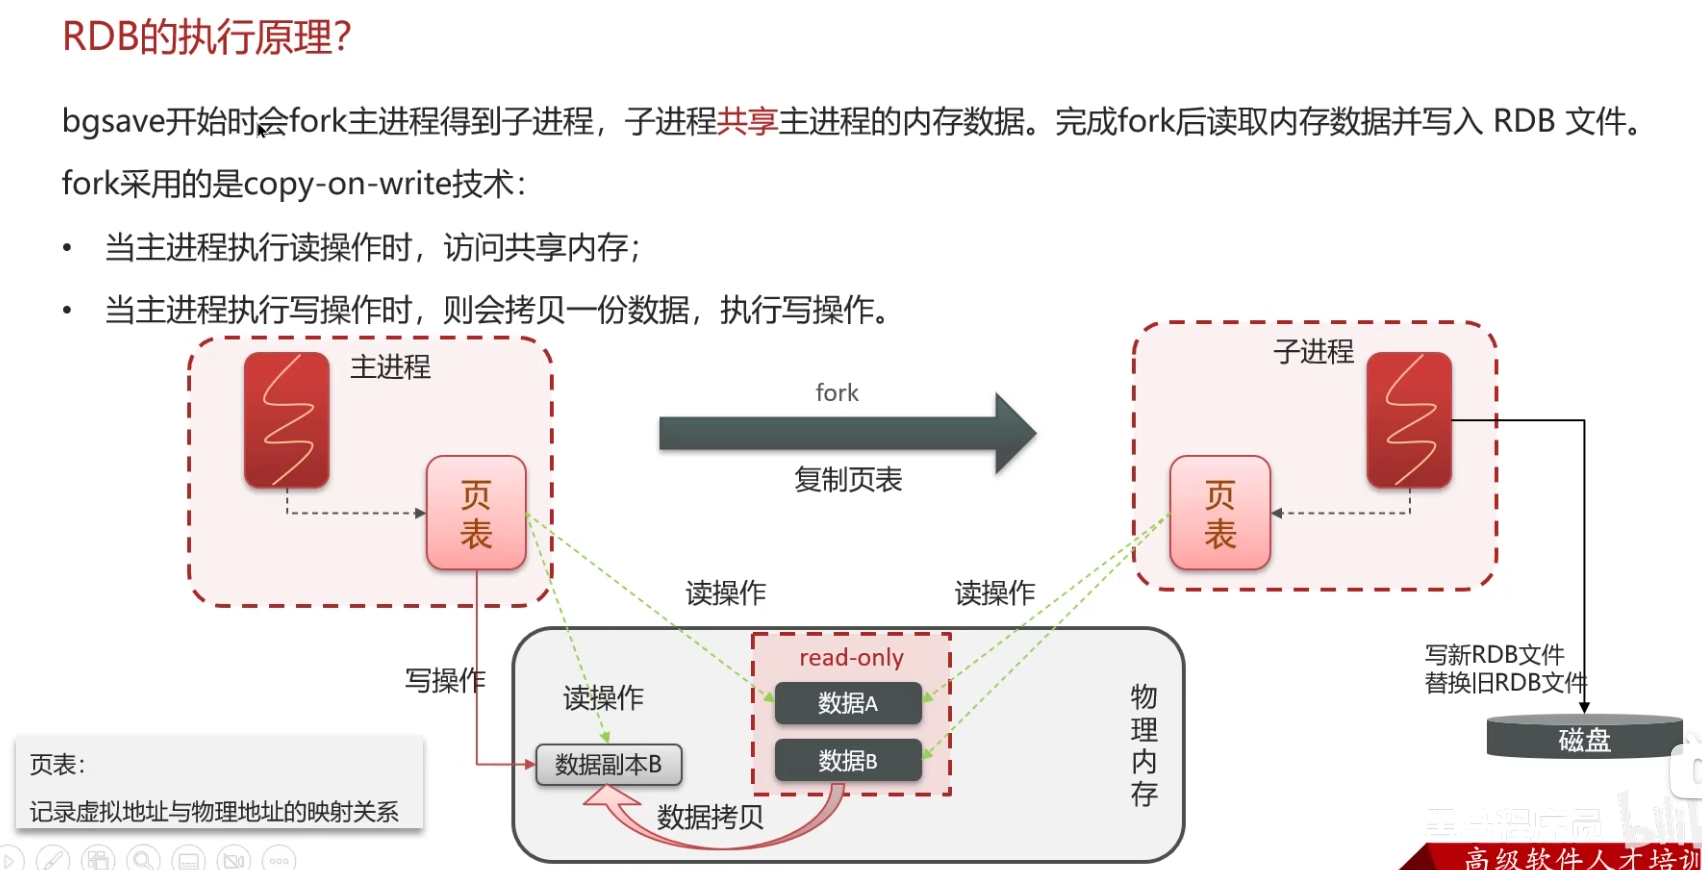 RDB的执行原理？
bgsave开始时会fork主进程得到子进程，子进程共享主进程的内存数据。完成fork后读取内存数据并写入 RDB 文件。
fork采用的是copy-on-write技术：
• 当主进程执行读操作时，访问共享内存；
• 当主进程执行写操作时，则会拷贝一份数据，执行写操作。
主进程
页
表
fork
复制页表
子进程
页
表
读操作
读操作
写操作
读操作
read-only
数据A
数据B
数据副本B
数据拷贝
物
理
内
存
写新RDB文件
替换旧RDB文件
磁盘
页表：
记录虚拟地址与物理地址的映射关系
高级软件人才培训